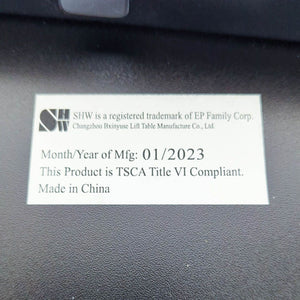 SHW
SHW is a registered trademark of EP Family Corp.
Changzhou Bxinyuse Lift Table Manufacture Co., Ltd.
Month/Year of Mfg: 01/2023
This Product is TSCA Title VI Compliant.
Made in China